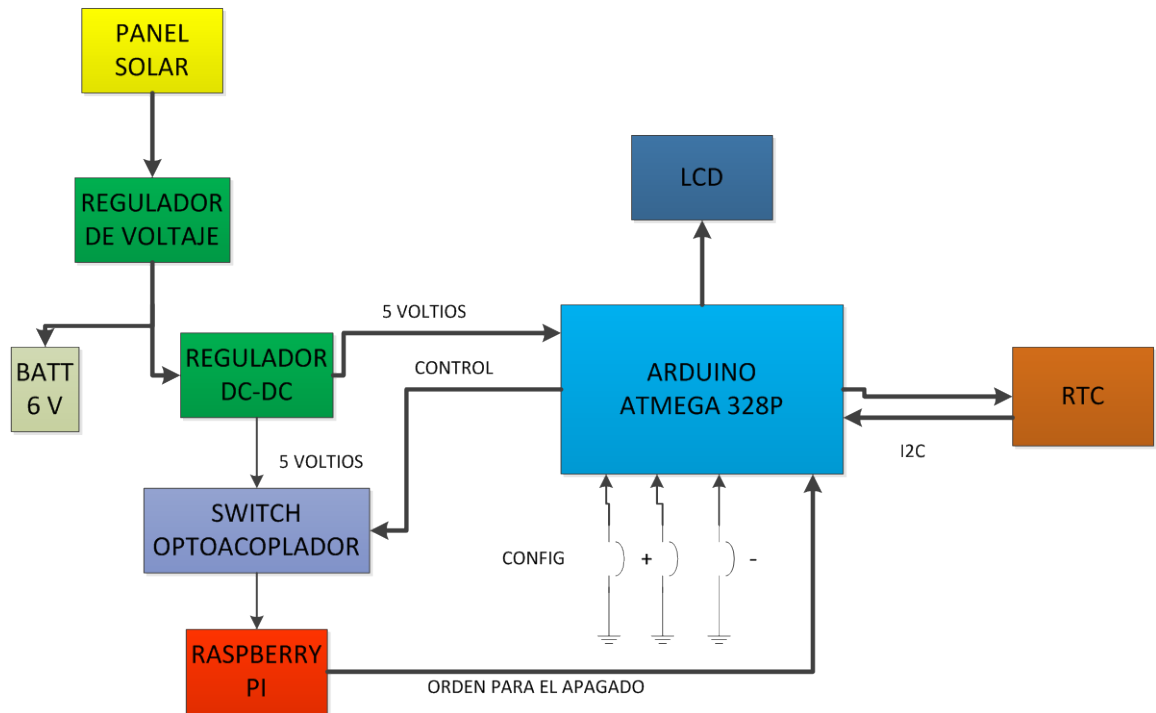 PANEL
SOLAR
REGULADOR
DE VOLTAJE
LCD
5 VOLTIOS
BATT
6 V
REGULADOR
DC-DC
CONTROL
ARDUINO
ATMEGA 328P
RTC
I2C
5 VOLTIOS
SWITCH
OPTOACOPLADOR
CONFIG
+
-
RASPBERRY
PI
ORDEN PARA EL APAGADO